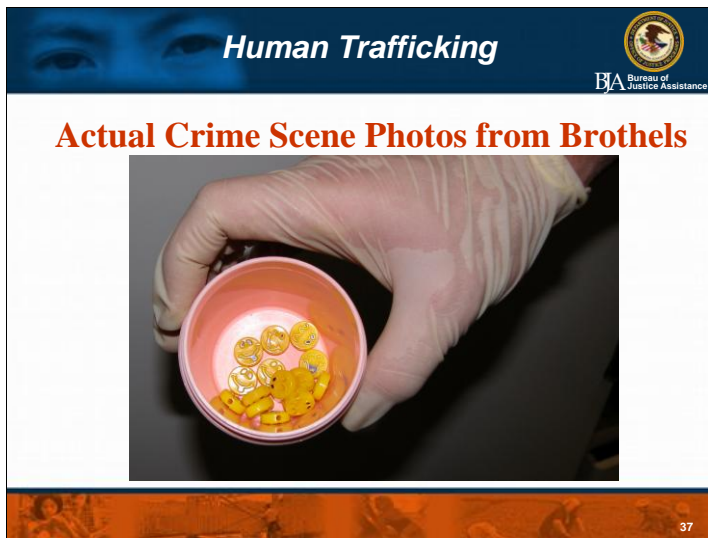 Human Trafficking
BJA Bureau of
Justice Assistance
Actual Crime Scene Photos from Brothels
37